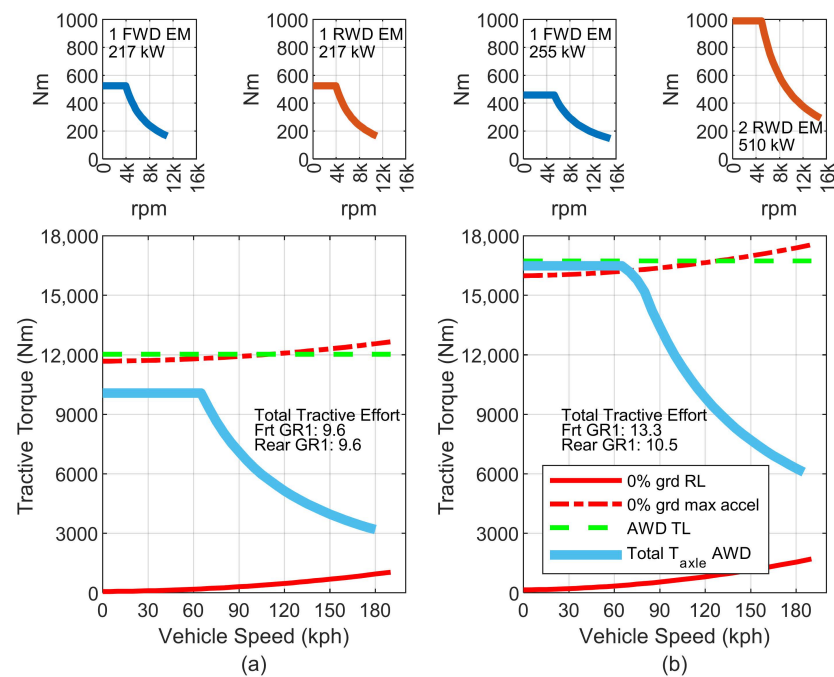 1000
800
600
400
200
0
Nm
1 FWD EM
217 kW
0
4k
8k
12k
16k
rpm
1000
800
600
400
200
0
Nm
1 RWD EM
217 kW
0
4k
8k
12k
16k
rpm
1000
800
600
400
200
0
Nm
1 FWD EM
255 kW
0
4k
8k
12k
16k
rpm
1000
800
600
400
200
0
Nm
2 RWD EM
510 kW
0
4k
8k
12k
16k
rpm
18,000
15,000
12,000
9000
6000
3000
0
Tractive Torque (Nm)
Total Tractive Effort
Frt GR1: 9.6
Rear GR1: 9.6
0 30 60 90 120 150 180
Vehicle Speed (kph)
(a)
18,000
15,000
12,000
9000
6000
3000
0
Tractive Torque (Nm)
Total Tractive Effort
Frt GR1: 13.3
Rear GR1: 10.5
0% grd RL
0% grd max accel
AWD TL
Total T_axle AWD
0 30 60 90 120 150 180
Vehicle Speed (kph)
(b)